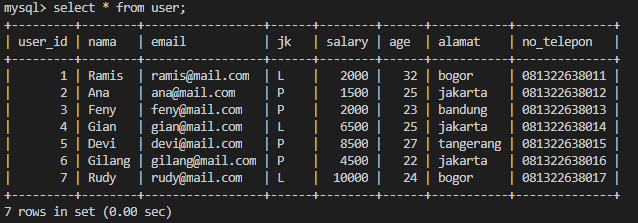 mysql> select * from user;
+---------+--------+-----------------+------+--------+------+-----------+--------------+
| user_id | nama   | email           | jk   | salary | age  | alamat    | no_telepon   |
+---------+--------+-----------------+------+--------+------+-----------+--------------+
|       1 | Ramis  | ramis@mail.com  | L    |   2000 |   32 | bogor     | 081322638011 |
|       2 | Ana    | ana@mail.com    | P    |   1500 |   25 | jakarta   | 081322638012 |
|       3 | Feny   | feny@mail.com   | P    |   2000 |   23 | bandung   | 081322638013 |
|       4 | Gian   | gian@mail.com   | L    |   6500 |   25 | jakarta   | 081322638014 |
|       5 | Devi   | devi@mail.com   | P    |   8500 |   27 | tangerang | 081322638015 |
|       6 | Gilang | gilang@mail.com | P    |   4500 |   22 | jakarta   | 081322638016 |
|       7 | Rudy   | rudy@mail.com   | L    |  10000 |   24 | bogor     | 081322638017 |
+---------+--------+-----------------+------+--------+------+-----------+--------------+
7 rows in set (0.00 sec)